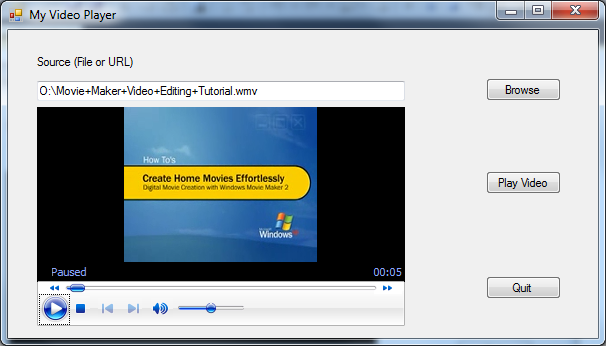 My Video Player
Source (File or URL)
O:\Movie+Maker+Video+Editing+Tutorial.wmv
Browse
How To's
Create Home Movies Effortlessly
Digital Movie Creation with Windows Movie Maker 2
Play Video
Windows
Paused
00:05
Quit